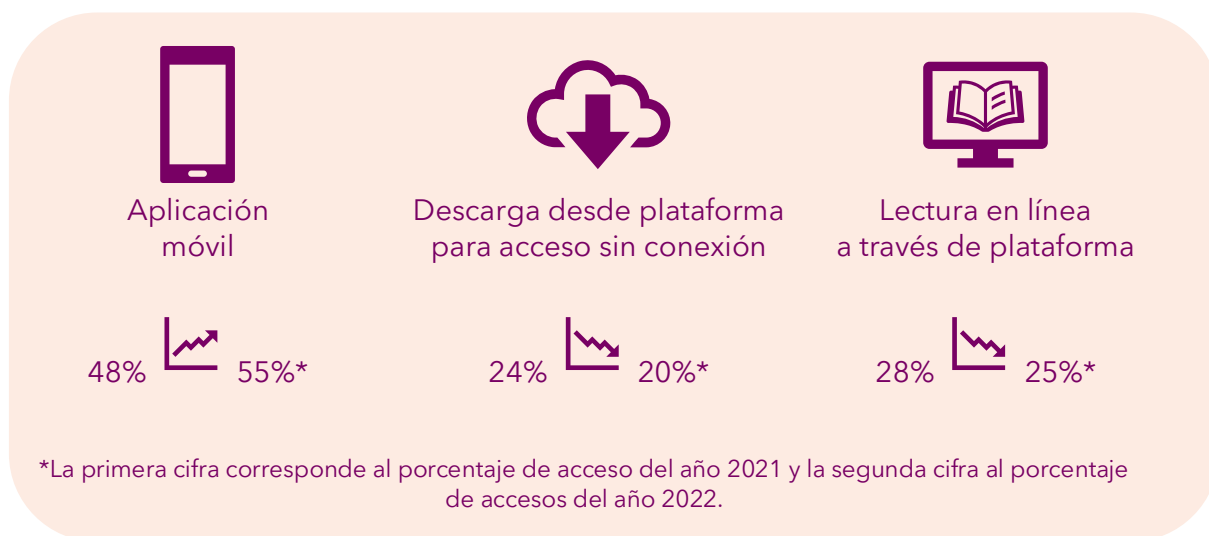 Aplicación
móvil
Descarga desde plataforma
para acceso sin conexión
Lectura en línea
a través de plataforma
48% 55%*
24% 20%*
28% 25%*
*La primera cifra corresponde al porcentaje de acceso del año 2021 y la segunda cifra al porcentaje
de accesos del año 2022.